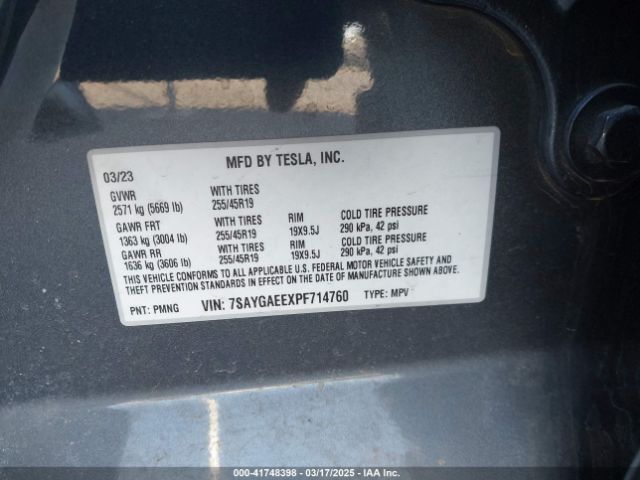 MFD BY TESLA, INC.
03/23
GVWR WITH TIRES
2571 kg (5669 lb) 255/45R19
GAWR FRT WITH TIRES RIM COLD TIRE PRESSURE
1363 kg (3004 lb) 255/45R19 19X9.5J 290 kPa, 42 psi
GAWR RR WITH TIRES RIM COLD TIRE PRESSURE
1636 kg (3606 lb) 255/45R19 19X9.5J 290 kPa, 42 psi
THIS VEHICLE CONFORMS TO ALL APPLICABLE U.S. FEDERAL MOTOR VEHICLE SAFETY AND
THEFT PREVENTION STANDARDS IN EFFECT ON THE DATE OF MANUFACTURE SHOWN ABOVE.
PNT: PMNG VIN: 7SAYGAEEXPF714760 TYPE: MPV
000-41748398 - 03/17/2025 - IAA Inc.